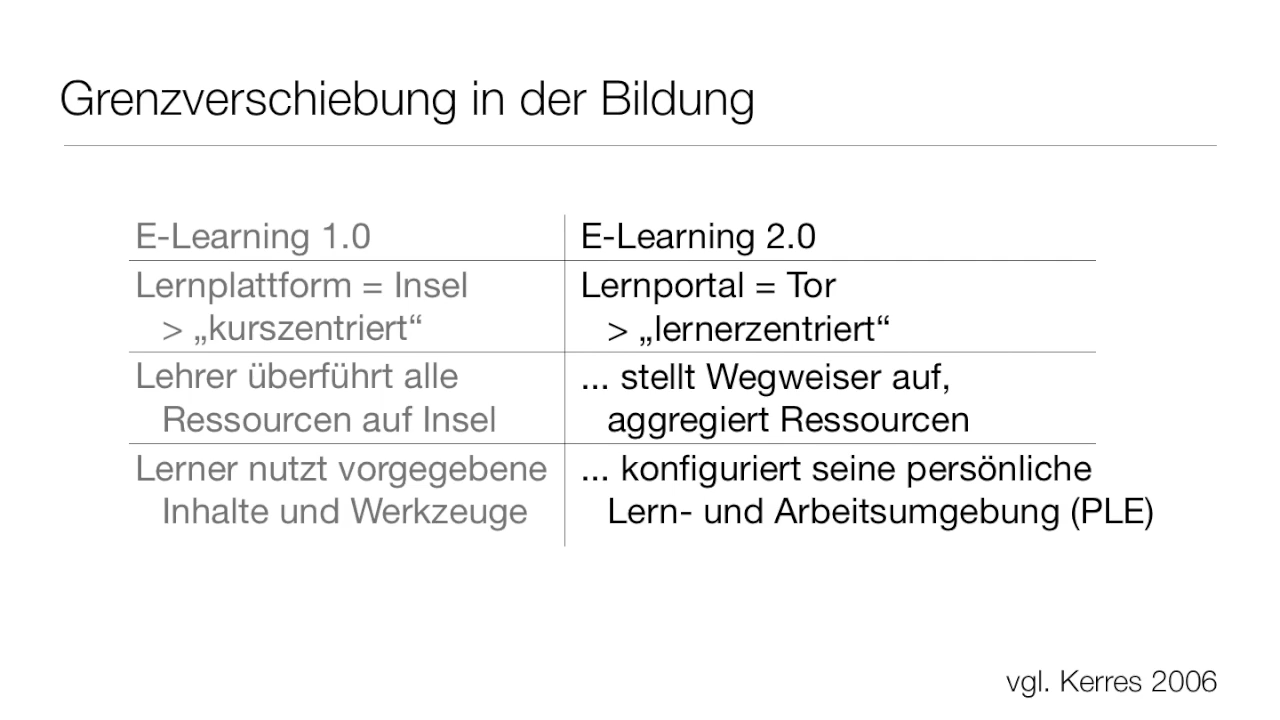 Grenzverschiebung in der Bildung
E-Learning 1.0
E-Learning 2.0
Lernplattform = Insel
> „kurszentriert“
Lernportal = Tor
> „lernerzentriert“
Lehrer überführt alle
Ressourcen auf Insel
... stellt Wegweiser auf,
aggregiert Ressourcen
Lerner nutzt vorgegebene
Inhalte und Werkzeuge
... konfiguriert seine persönliche
Lern- und Arbeitsumgebung (PLE)
vgl. Kerres 2006